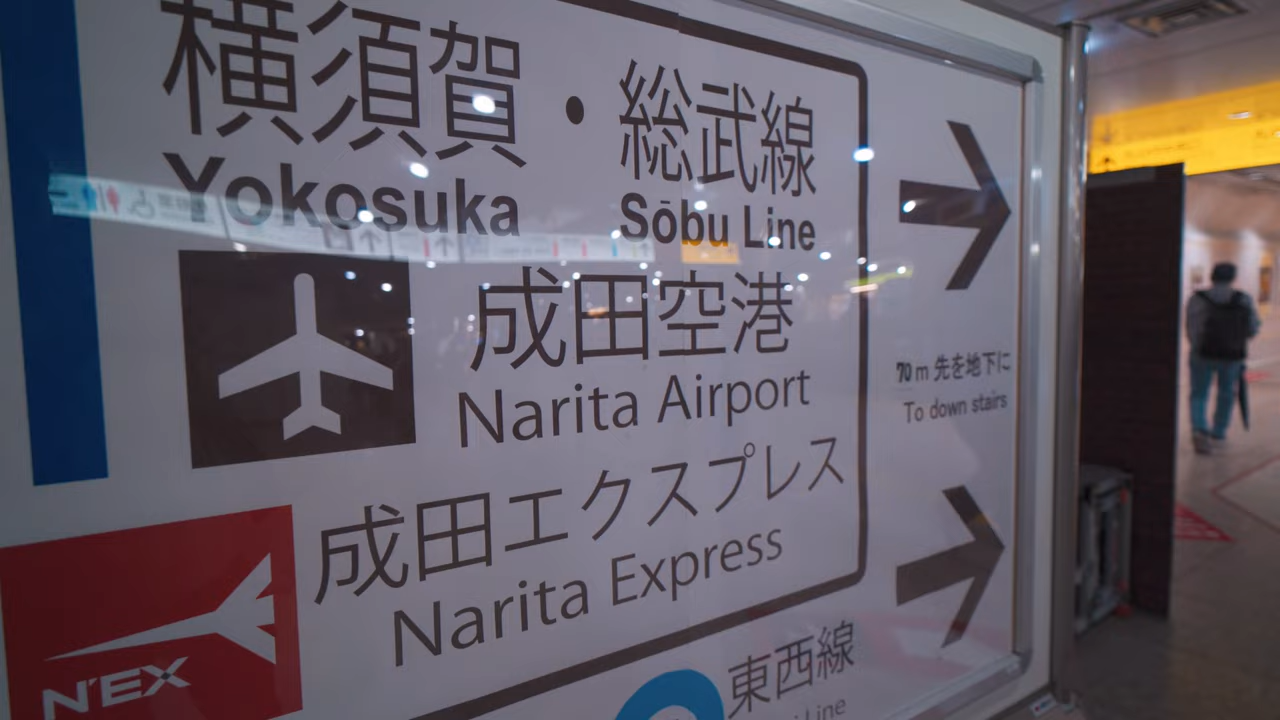 横須賀・総武線
Yokosuka Sōbu Line
成田空港
Narita Airport
70m 先を地下に
To down stairs
成田エクスプレス
Narita Express
N'EX
東西線
Line